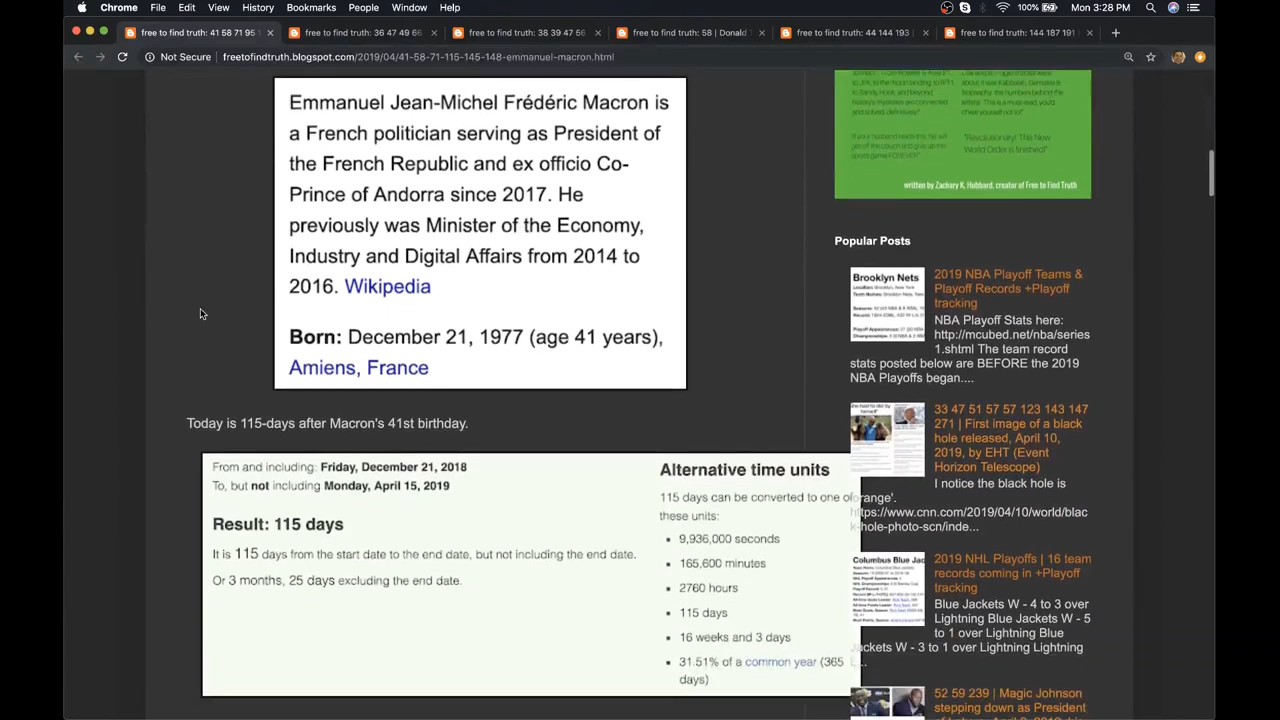 Chrome File Edit View History Bookmarks People Window Help 100% Mon 3:28 PM
free to find truth: 41 58 71 95 × free to find truth: 36 47 49 66 × free to find truth: 38 39 47 56 × free to find truth: 58 | Donald T × free to find truth: 44 144 193 × free to find truth: 144 187 191 × +
Not Secure | freetofindtruth.blogspot.com/2019/04/41-58-71-115-145-148-emmanuel-macron.html
Emmanuel Jean-Michel Frédéric Macron is
a French politician serving as President of
the French Republic and ex officio Co-
Prince of Andorra since 2017. He
previously was Minister of the Economy,
Industry and Digital Affairs from 2014 to
2016. Wikipedia
Born: December 21, 1977 (age 41 years),
Amiens, France
Today is 115-days after Macron's 41st birthday.
From and including: Friday, December 21, 2018
To, but not including Monday, April 15, 2019
Result: 115 days
It is 115 days from the start date to the end date, but not including the end date.
Or 3 months, 25 days excluding the end date.
Alternative time units
115 days can be converted to one of
these units:
9,936,000 seconds
165,600 minutes
2760 hours
115 days
16 weeks and 3 days
31.51% of a common year (365
days)
"Revolutionary! The New
World Order is finished!"
written by Zachary K. Hubbard, creator of Free to Find Truth
Popular Posts
Brooklyn Nets
2019 NBA Playoff Teams &
Playoff Records +Playoff
tracking
NBA Playoff Stats here:
http://mcubed.net/nba/series
1.shtml The team record
stats posted below are BEFORE the 2019
NBA Playoffs began....
33 47 51 57 57 123 143 147
271 | First image of a black
hole released, April 10,
2019, by EHT (Event
Horizon Telescope)
I notice the black hole is
orange'.
https://www.cnn.com/2019/04/10/world/blac
k-hole-photo-scn/inde...
Columbus Blue Jac
2019 NHL Playoffs | 16 team
records coming in +Playoff
tracking
Blue Jackets W - 4 to 3 over
Lightning Blue Jackets W - 5
to 1 over Lightning Blue
Jackets W - 3 to 1 over Lightning Lightning
52 59 239 | Magic Johnson
stepping down as President